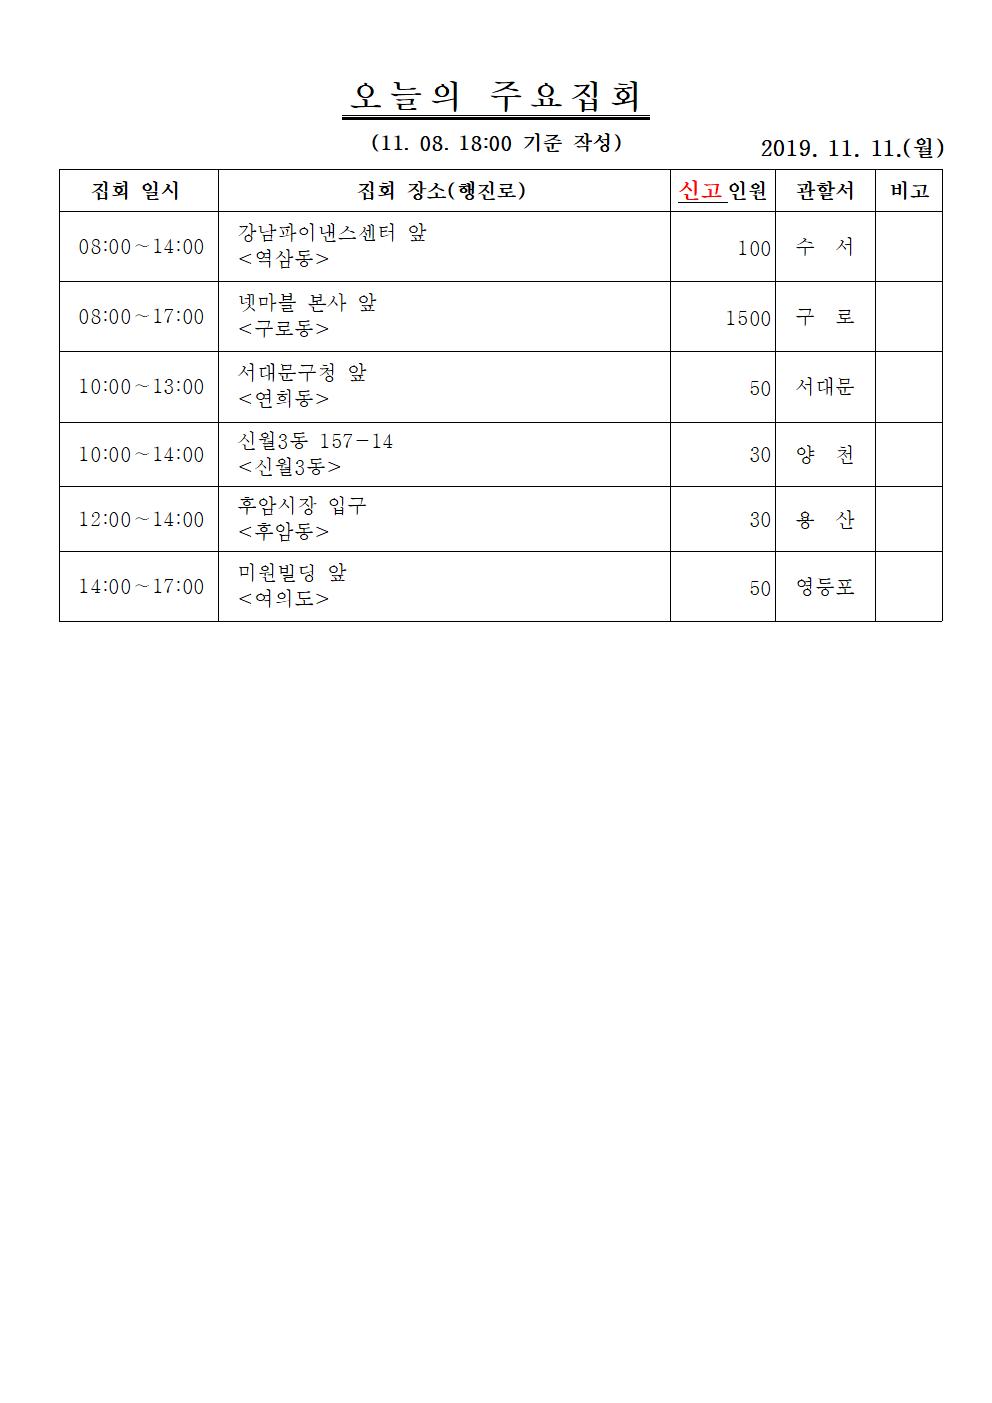 오늘의 주요집회
(11. 08. 18:00 기준 작성)
2019. 11. 11.(월)
집회 일시 집회 장소(행진로) 신고인원 관할서 비고
08:00~14:00 강남파이낸스센터 앞 <역삼동> 100 수 서
08:00~17:00 넷마블 본사 앞 <구로동> 1500 구 로
10:00~13:00 서대문구청 앞 <연희동> 50 서대문
10:00~14:00 신월3동 157-14 <신월3동> 30 양 천
12:00~14:00 후암시장 입구 <후암동> 30 용 산
14:00~17:00 미원빌딩 앞 <여의도> 50 영등포